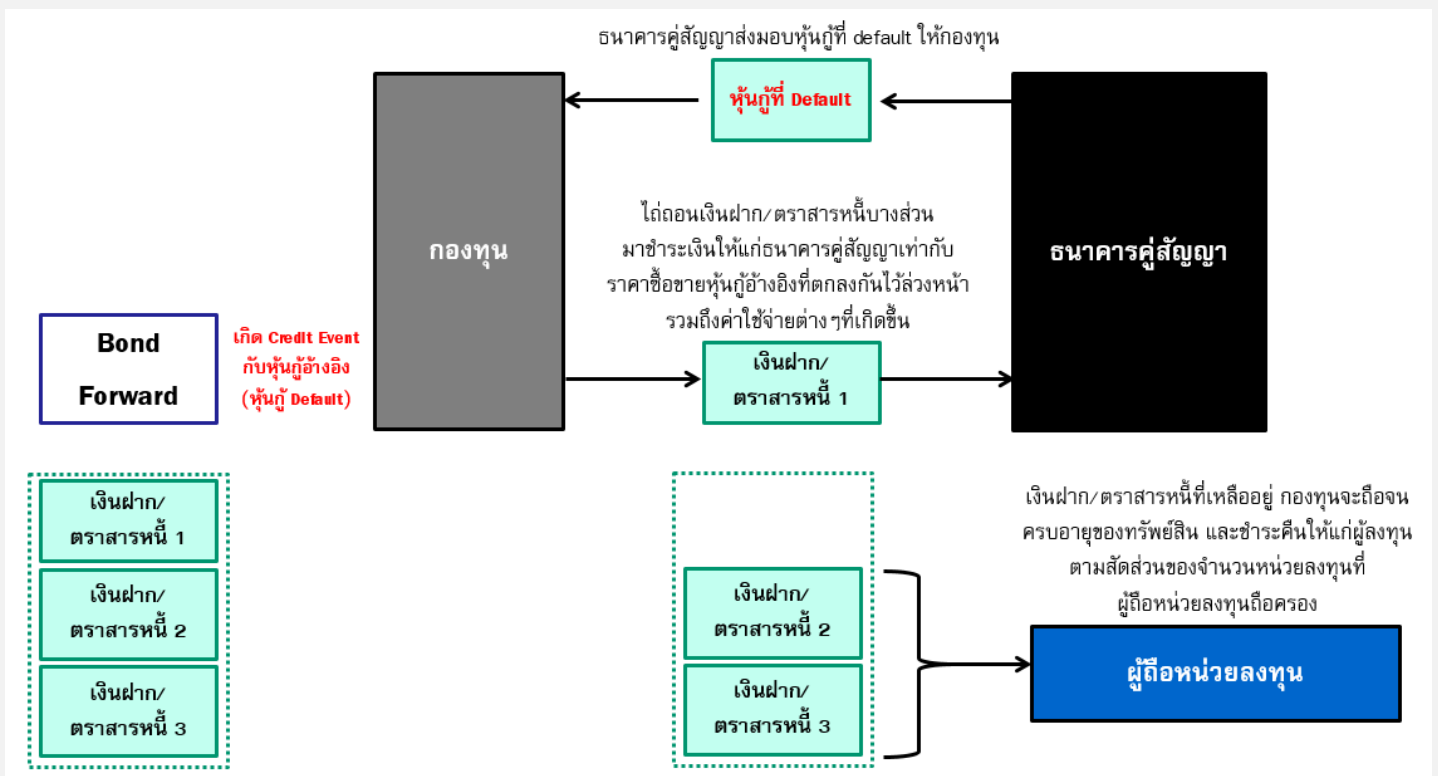 ธนาคารคู่สัญญาส่งมอบหุ้นกู้ที่ default ให้กองทุน
หุ้นกู้ที่ Default
กองทุน
ธนาคารคู่สัญญา
ไถ่ถอนเงินฝาก/ตราสารหนี้บางส่วน
มาชำระเงินให้แก่ธนาคารคู่สัญญาเท่ากับ
ราคาซื้อขายหุ้นกู้อ้างอิงที่ตกลงกันไว้ล่วงหน้า
รวมถึงค่าใช้จ่ายต่างๆที่เกิดขึ้น
Bond
Forward
เกิด Credit Event
กับหุ้นกู้อ้างอิง
(หุ้นกู้ Default)
เงินฝาก/
ตราสารหนี้ 1
เงินฝาก/
ตราสารหนี้ 1
เงินฝาก/
ตราสารหนี้ 2
เงินฝาก/
ตราสารหนี้ 3
เงินฝาก/
ตราสารหนี้ 2
เงินฝาก/
ตราสารหนี้ 3
เงินฝาก/ตราสารหนี้ที่เหลืออยู่ กองทุนจะถือจน
ครบอายุของทรัพย์สิน และชำระคืนให้แก่ผู้ลงทุน
ตามสัดส่วนของจำนวนหน่วยลงทุนที่
ผู้ถือหน่วยลงทุนถือครอง
ผู้ถือหน่วยลงทุน